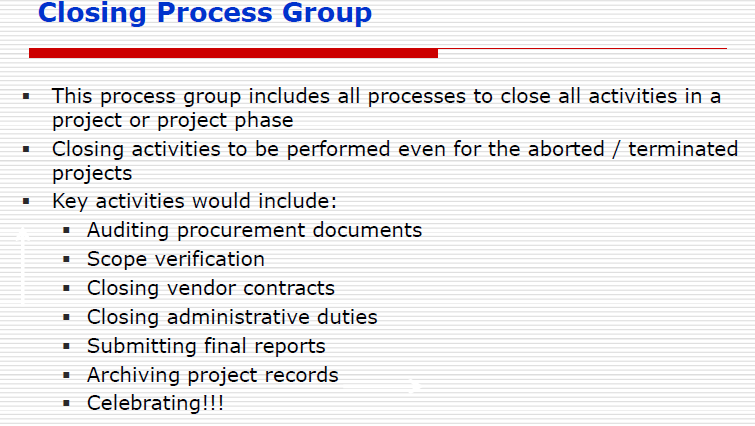 Closing Process Group
▪ This process group includes all processes to close all activities in a
project or project phase
▪ Closing activities to be performed even for the aborted / terminated
projects
▪ Key activities would include:
▪ Auditing procurement documents
▪ Scope verification
▪ Closing vendor contracts
▪ Closing administrative duties
▪ Submitting final reports
▪ Archiving project records
▪ Celebrating!!!